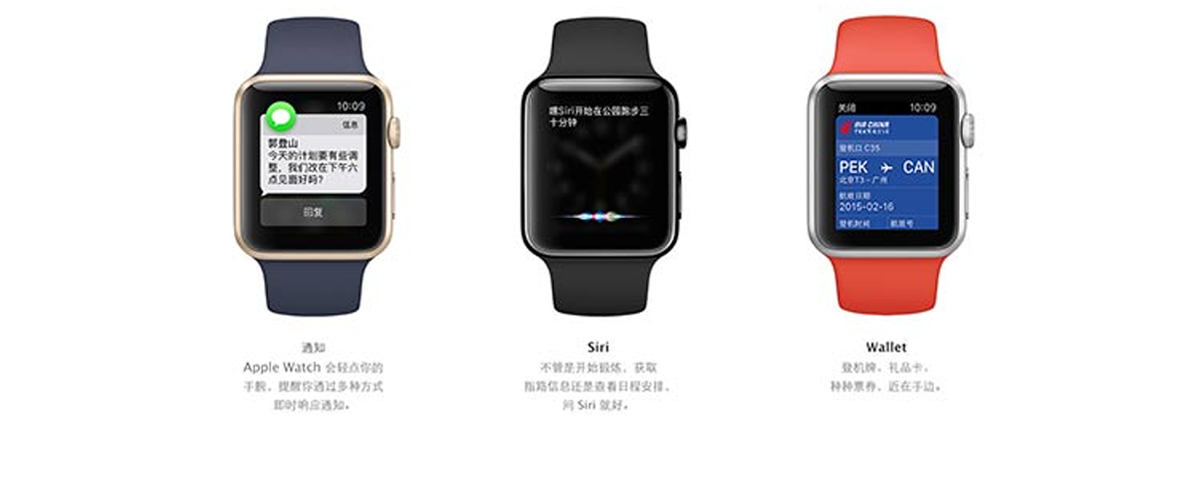 10:09
信息
郭登山
今天的计划要有些调
整，我们改在下午六
点见面好吗？
回复
嘿Siri开始在公园跑步三
十分钟
关闭
10:09
AIR CHINA
登机口 C35
PEK ✈ CAN
北京T3 - 广州
航班日期
2015-02-16
登机时间 航班号
通知
Apple Watch 会轻点你的
手腕，提醒你通过多种方式
即时响应通知。
Siri
不管是开始锻炼、获取
指路信息还是查看日程安排，
问 Siri 就好。
Wallet
登机牌、礼品卡、
种种票券，近在手边。